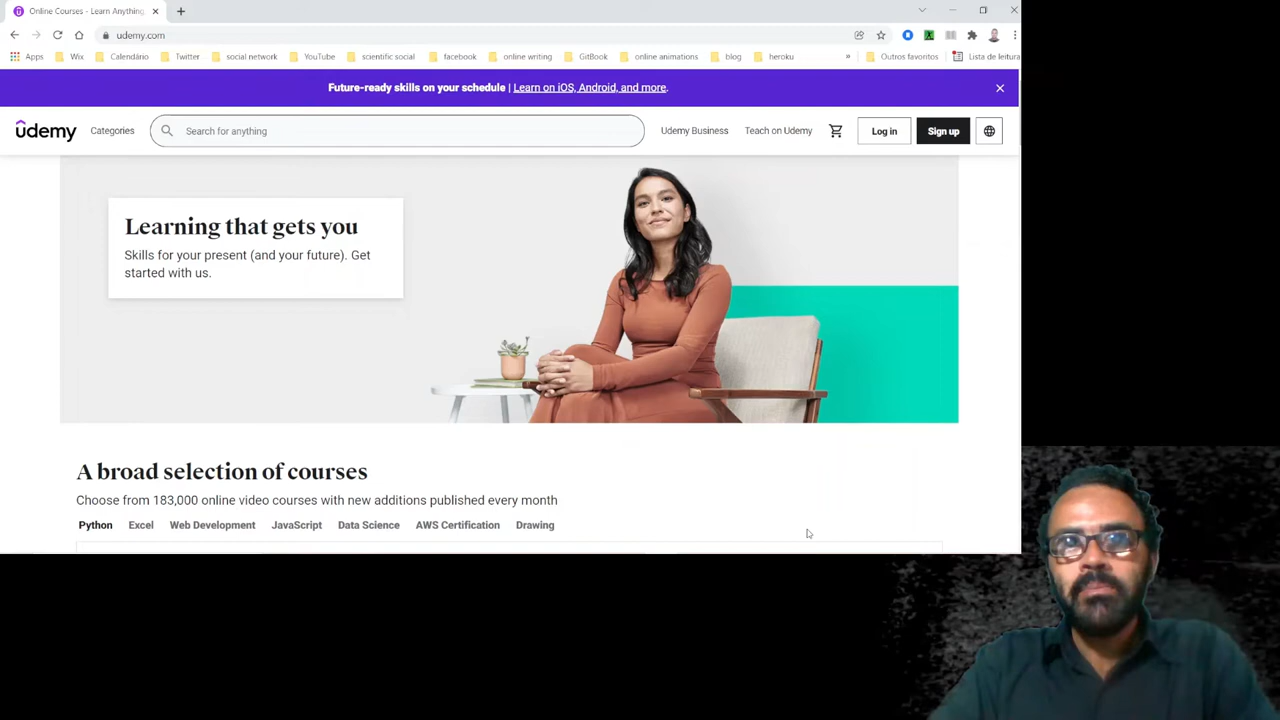 Online Courses - Learn Anything
udemy.com
Apps Wix Calendário Twitter social network YouTube scientific social facebook online writing GitBook online animations blog heroku » Outros favoritos Lista de leitura
Future-ready skills on your schedule | Learn on iOS, Android, and more.
udemy Categories Search for anything Udemy Business Teach on Udemy Log in Sign up
Learning that gets you
Skills for your present (and your future). Get
started with us.
A broad selection of courses
Choose from 183,000 online video courses with new additions published every month
Python Excel Web Development JavaScript Data Science AWS Certification Drawing